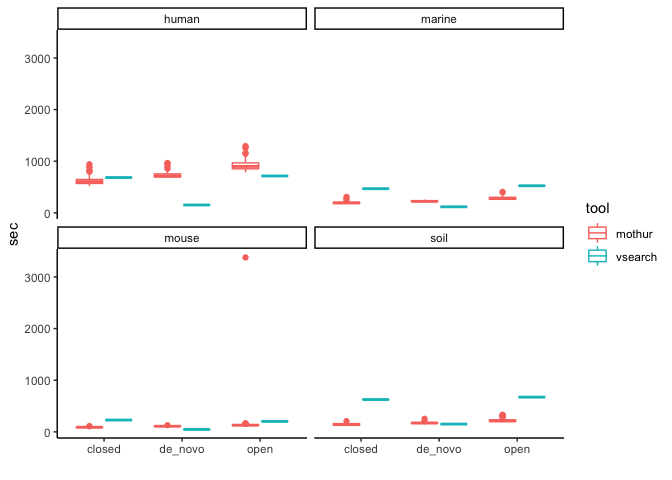 human
marine
3000
2000
1000
0
sec
mouse
soil
3000
2000
1000
0
closed
de_novo
open
closed
de_novo
open
tool
mothur
vsearch